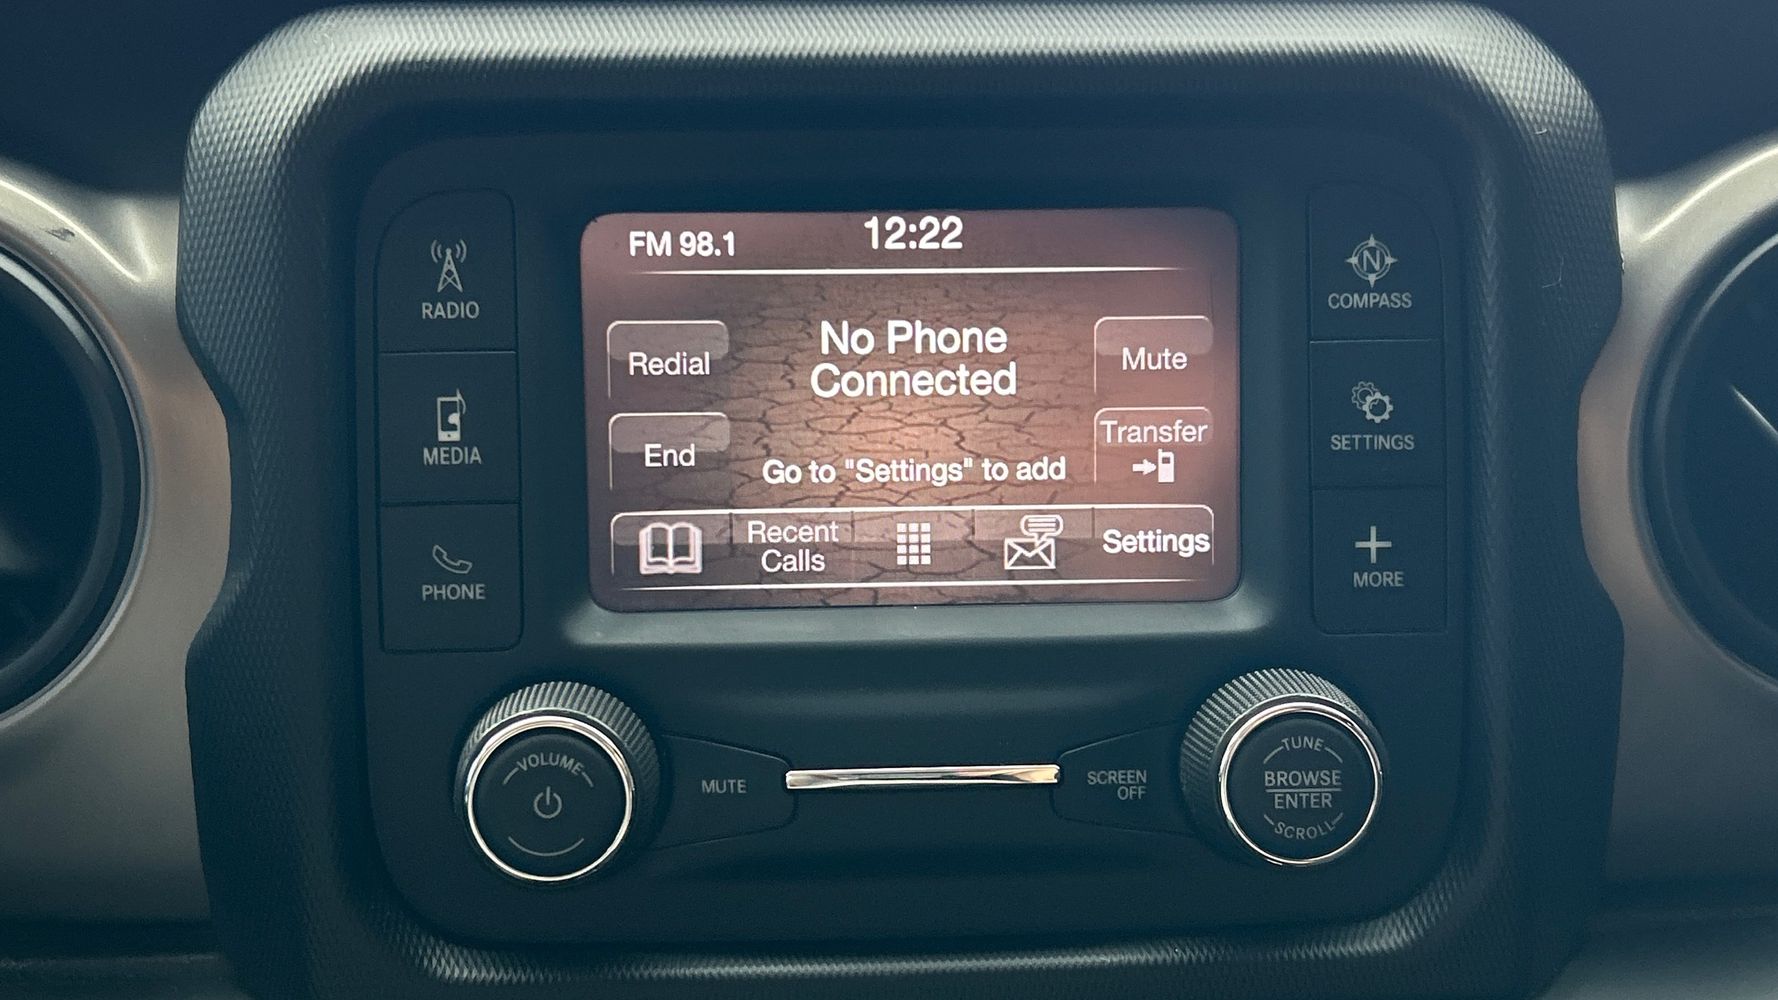 FM 98.1
12:22
RADIO
MEDIA
PHONE
Redial
End
No Phone
Connected
Go to "Settings" to add
Mute
Transfer
Recent
Calls
Settings
N
COMPASS
SETTINGS
MORE
VOLUME
MUTE
SCREEN
OFF
TUNE
BROWSE
ENTER
SCROLL